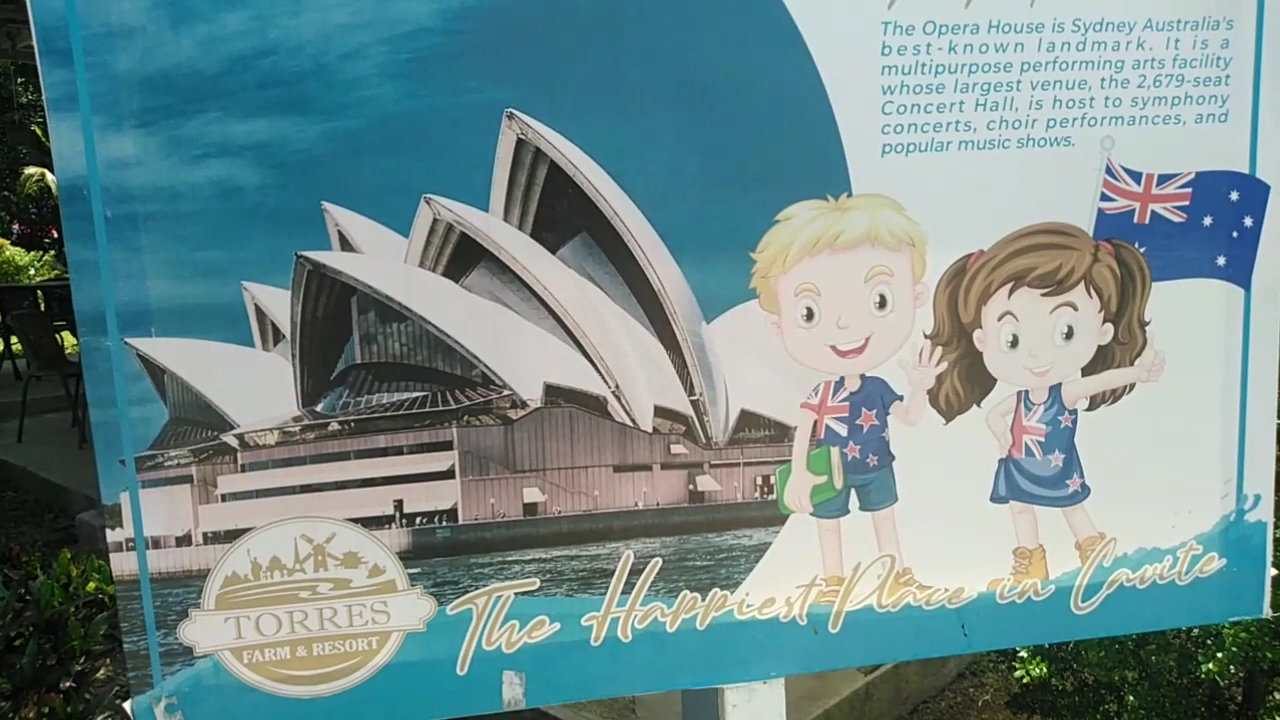 The Opera House is Sydney Australia's
best-known landmark. It is a
multipurpose performing arts facility
whose largest venue, the 2,679-seat
Concert Hall, is host to symphony
concerts, choir performances, and
popular music shows.
TORRES
FARM & RESORT
The Happiest Place in Cavite